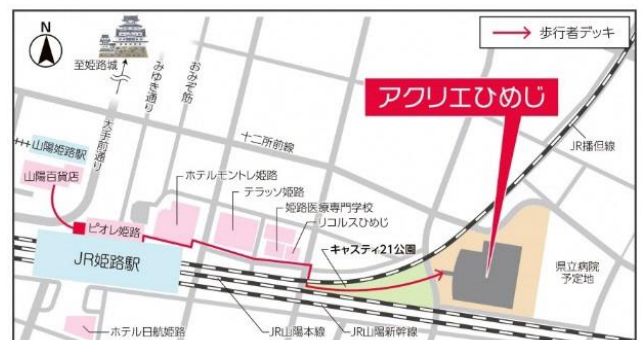 N
歩行者デッキ
至姫路城
みゆき通り
おみぞ筋
大手前通り
アクリエひめじ
十二所前線
JR播但線
山陽姫路駅
山陽百貨店
ホテルモントレ姫路
テラッソ姫路
姫路医療専門学校
リコルスひめじ
ピオレ姫路
キャスティ21公園
JR姫路駅
県立病院
予定地
ホテル日航姫路
JR山陽本線
JR山陽新幹線